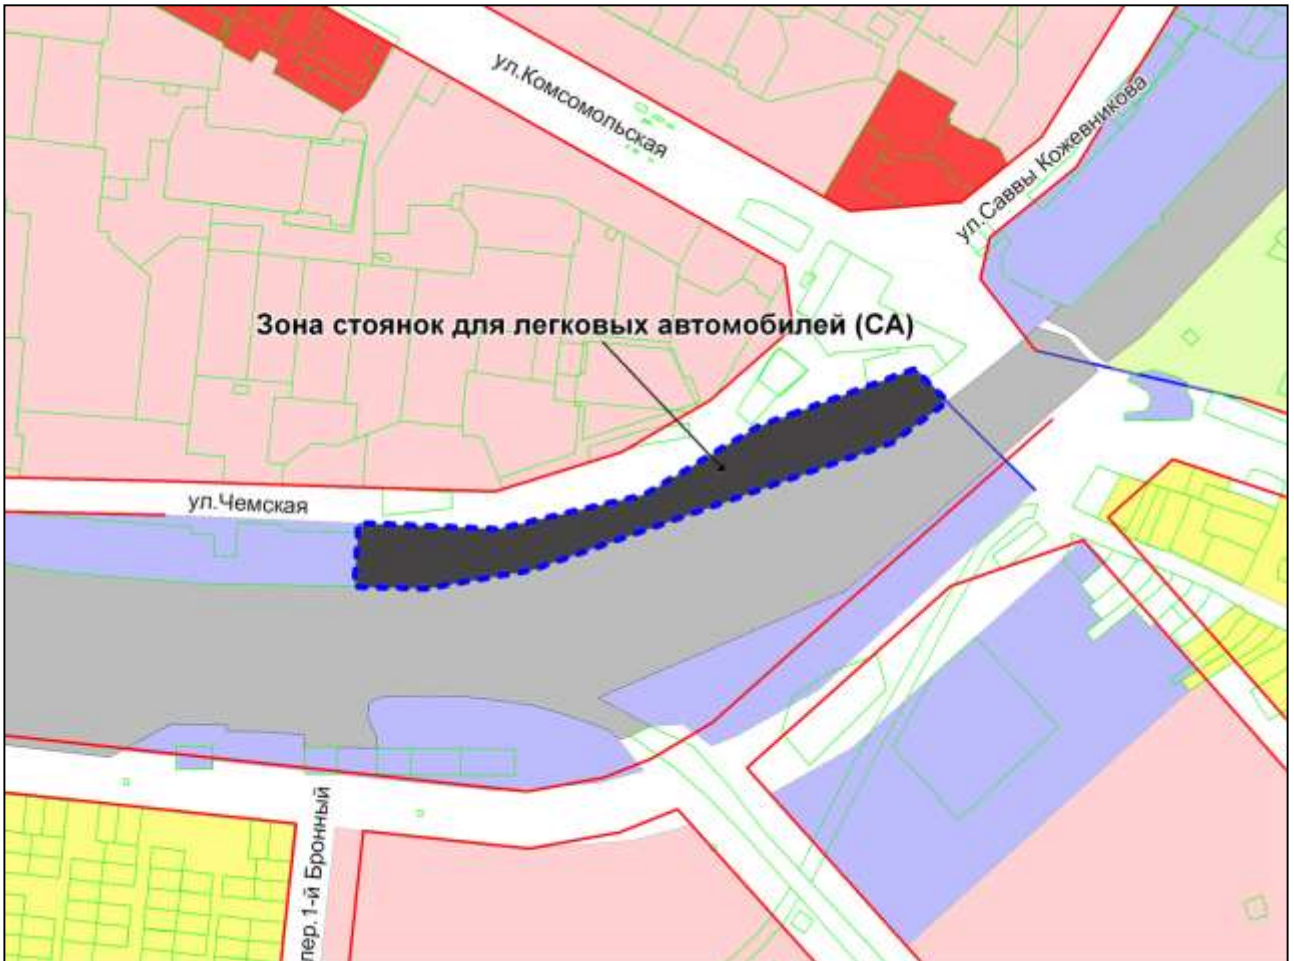 ул.Комсомольская
ул.Саввы Кожевникова
Зона стоянок для легковых автомобилей (СА)
ул.Чемская
пер. 1-й Бронный